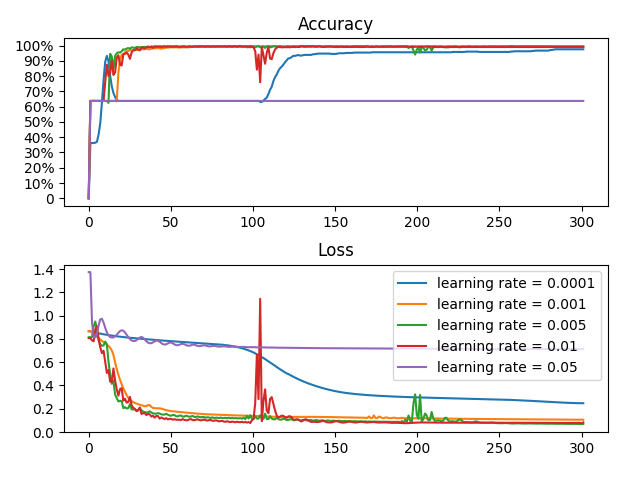 Accuracy
100%
90%
80%
70%
60%
50%
40%
30%
20%
10%
0
0 50 100 150 200 250 300
Loss
1.4
1.2
1.0
0.8
0.6
0.4
0.2
0.0
learning rate = 0.0001
learning rate = 0.001
learning rate = 0.005
learning rate = 0.01
learning rate = 0.05
0 50 100 150 200 250 300